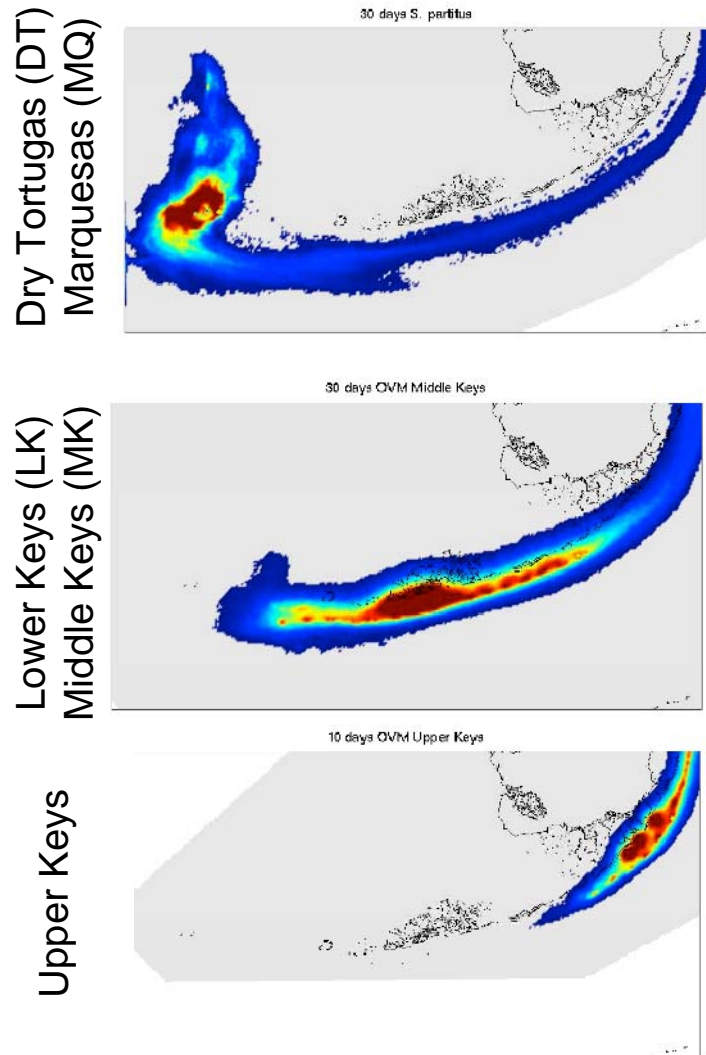 30 days S. partitus
Dry Tortugas (DT)
Marquesas (MQ)
30 days OVM Middle Keys
Lower Keys (LK)
Middle Keys (MK)
10 days OVM Upper Keys
Upper Keys